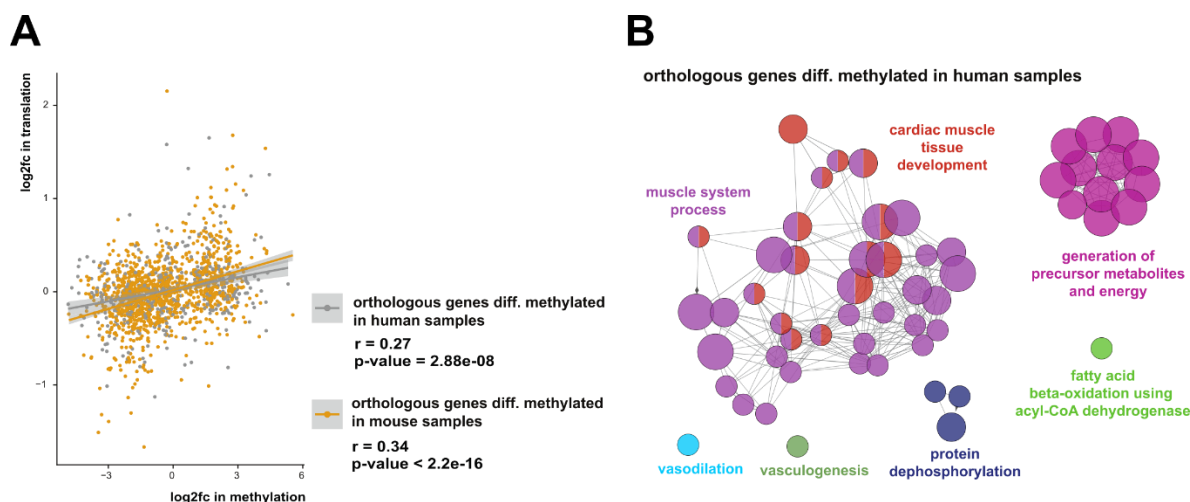 A
log2fc in translation
2
1
0
−1
−3
0
3
6
log2fc in methylation
orthologous genes diff. methylated
in human samples
r = 0.27
p-value = 2.88e-08
orthologous genes diff. methylated
in mouse samples
r = 0.34
p-value < 2.2e-16
B
orthologous genes diff. methylated in human samples
cardiac muscle
tissue
development
muscle system
process
generation of
precursor metabolites
and energy
fatty acid
beta-oxidation using
acyl-CoA dehydrogenase
vasodilation
vasculogenesis
protein
dephosphorylation